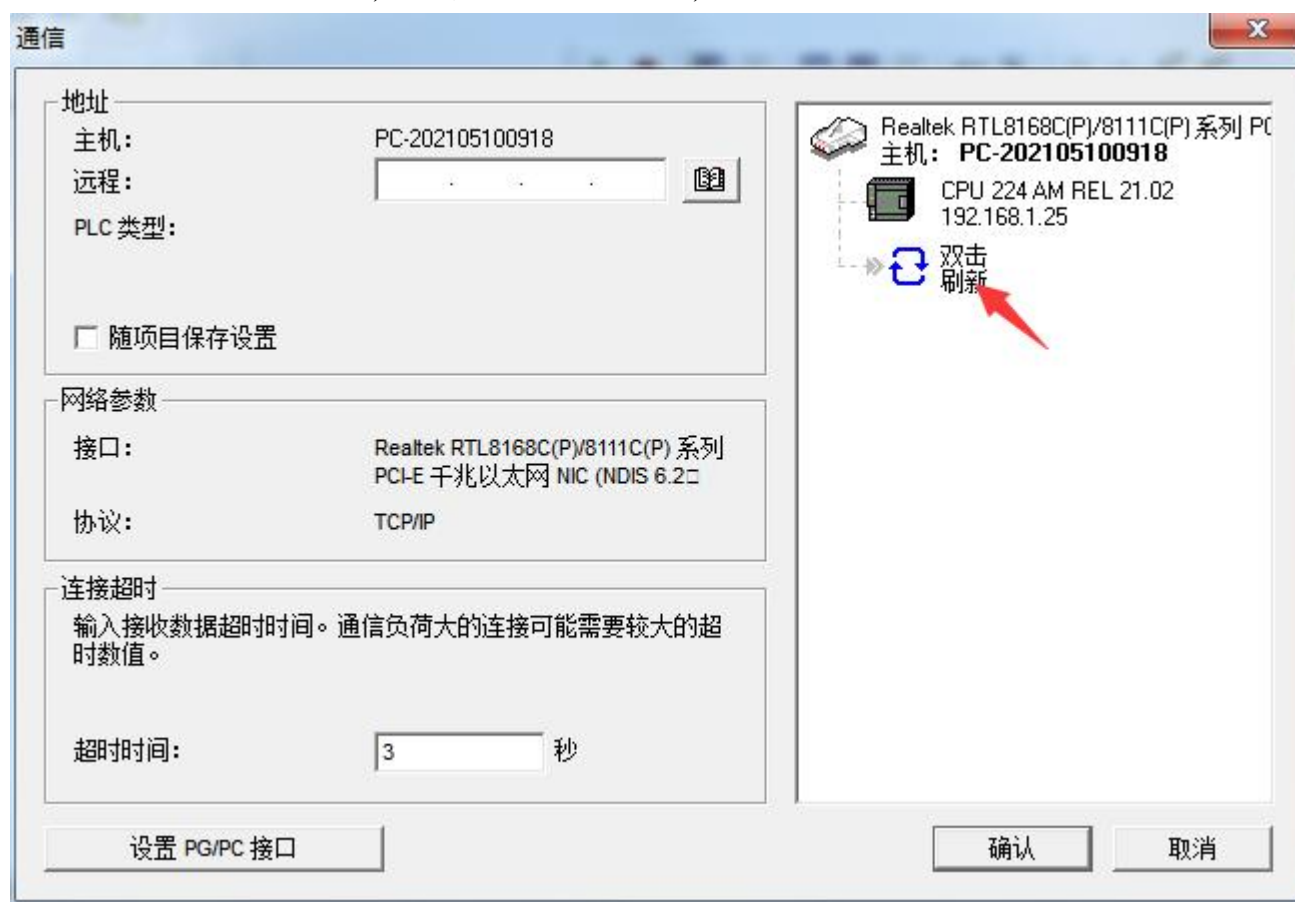 通信
地址
主机：
PC-202105100918
远程：
. . .
PLC 类型：
随项目保存设置
网络参数
接口：
Realtek RTL8168C(P)/8111C(P) 系列
PCI-E 千兆以太网 NIC (NDIS 6.2□
协议：
TCP/IP
连接超时
输入接收数据超时时间。通信负荷大的连接可能需要较大的超
时数值。
超时时间：
3
秒
设置 PG/PC 接口
Realtek RTL8168C(P)/8111C(P) 系列 PC
主机： PC-202105100918
CPU 224 AM REL 21.02
192.168.1.25
双击
刷新
确认
取消